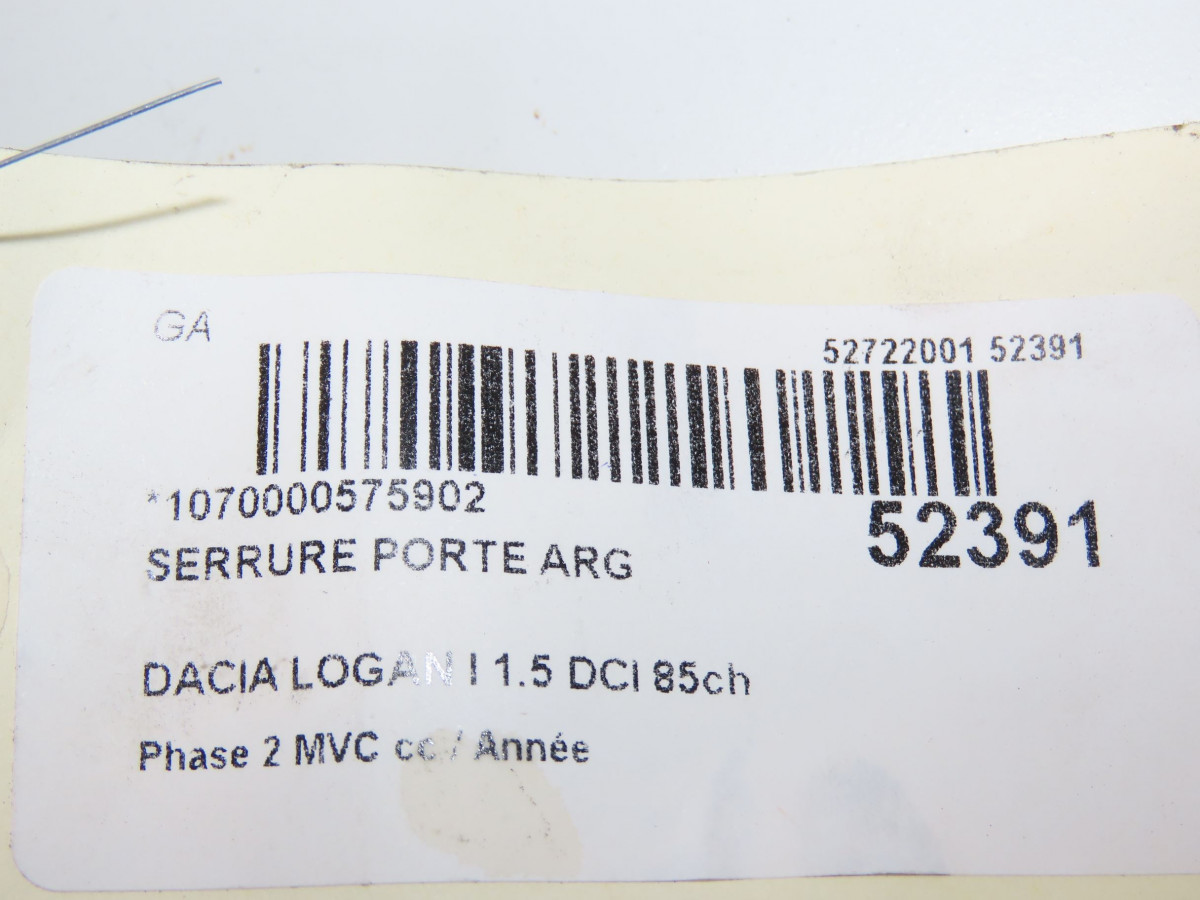 GA
52722001 52391
*1070000575902
52391
SERRURE PORTE ARG
DACIA LOGAN I 1.5 DCI 85ch
Phase 2 MVC cc / Année